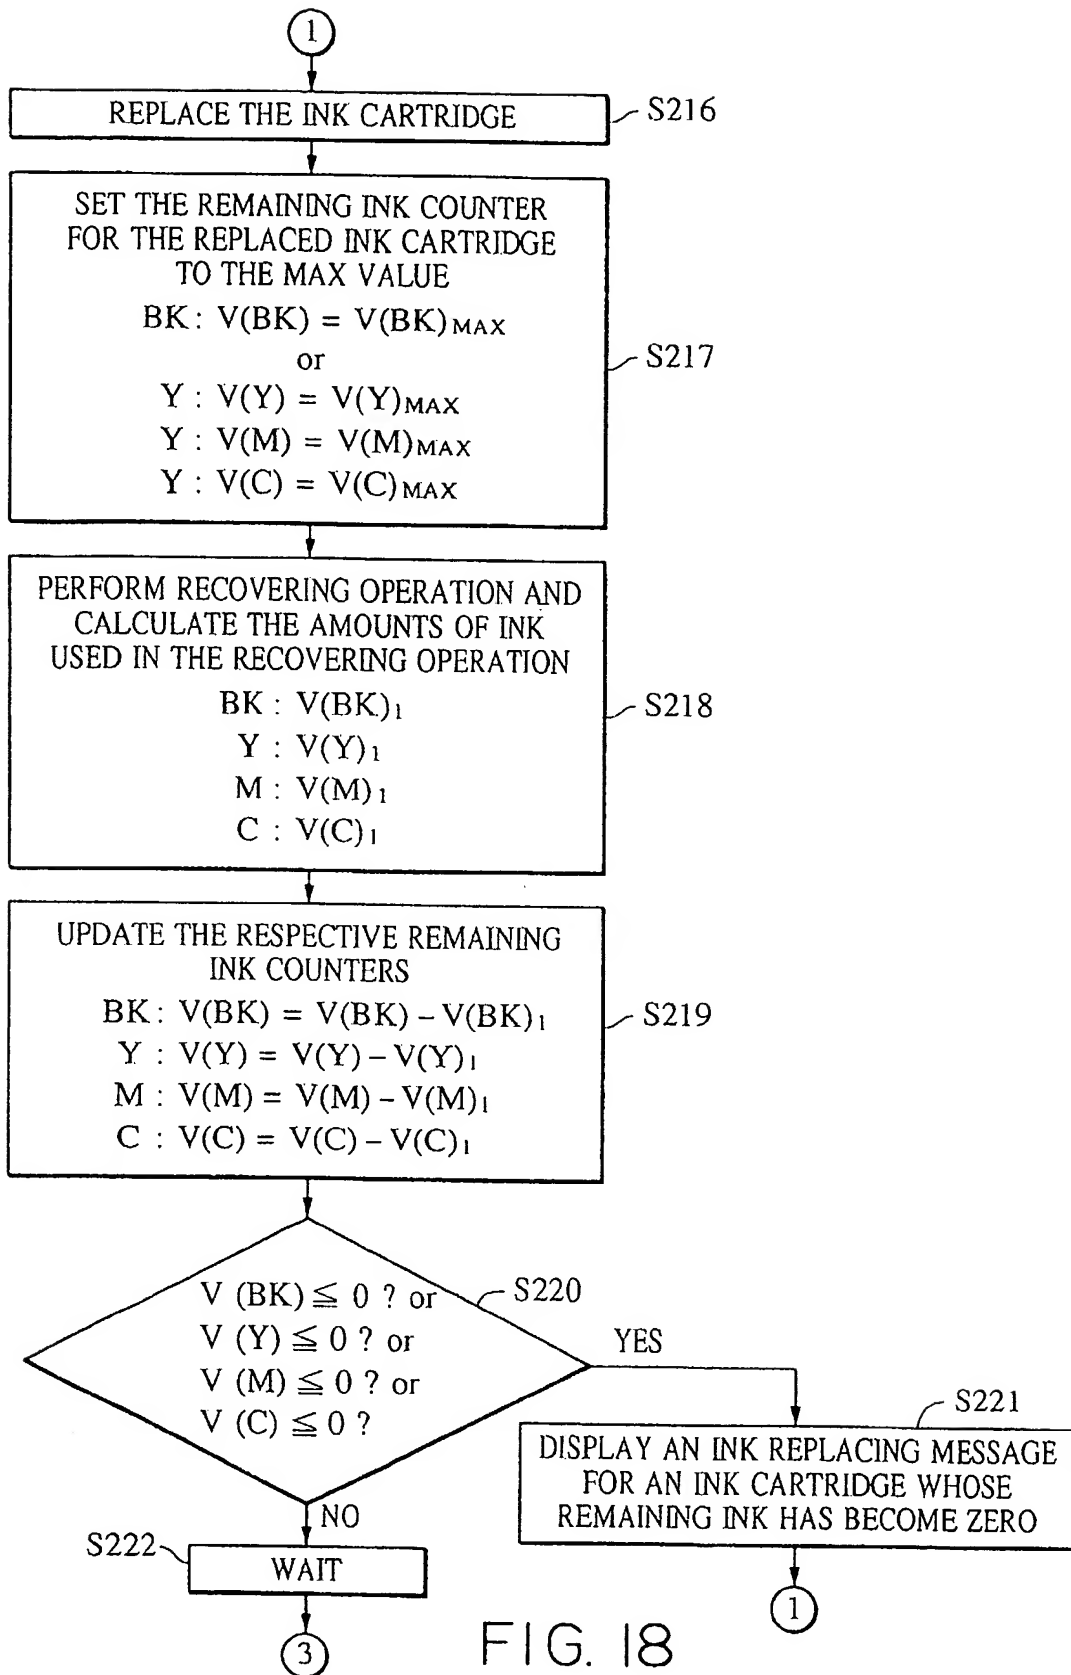 1
REPLACE THE INK CARTRIDGE
S216
SET THE REMAINING INK COUNTER
FOR THE REPLACED INK CARTRIDGE
TO THE MAX VALUE
BK: V(BK) = V(BK)MAX
or
Y : V(Y) = V(Y)MAX
Y : V(M) = V(M)MAX
Y : V(C) = V(C)MAX
S217
PERFORM RECOVERING OPERATION AND
CALCULATE THE AMOUNTS OF INK
USED IN THE RECOVERING OPERATION
BK : V(BK)1
Y : V(Y)1
M : V(M)1
C : V(C)1
S218
UPDATE THE RESPECTIVE REMAINING
INK COUNTERS
BK: V(BK) = V(BK) – V(BK)1
Y : V(Y) = V(Y) – V(Y)1
M : V(M) = V(M) – V(M)1
C : V(C) = V(C) – V(C)1
S219
V (BK) ≦ 0 ? or
V (Y) ≦ 0 ? or
V (M) ≦ 0 ? or
V (C) ≦ 0 ?
S220
YES
S221
DISPLAY AN INK REPLACING MESSAGE
FOR AN INK CARTRIDGE WHOSE
REMAINING INK HAS BECOME ZERO
1
NO
S222
WAIT
3
FIG. 18